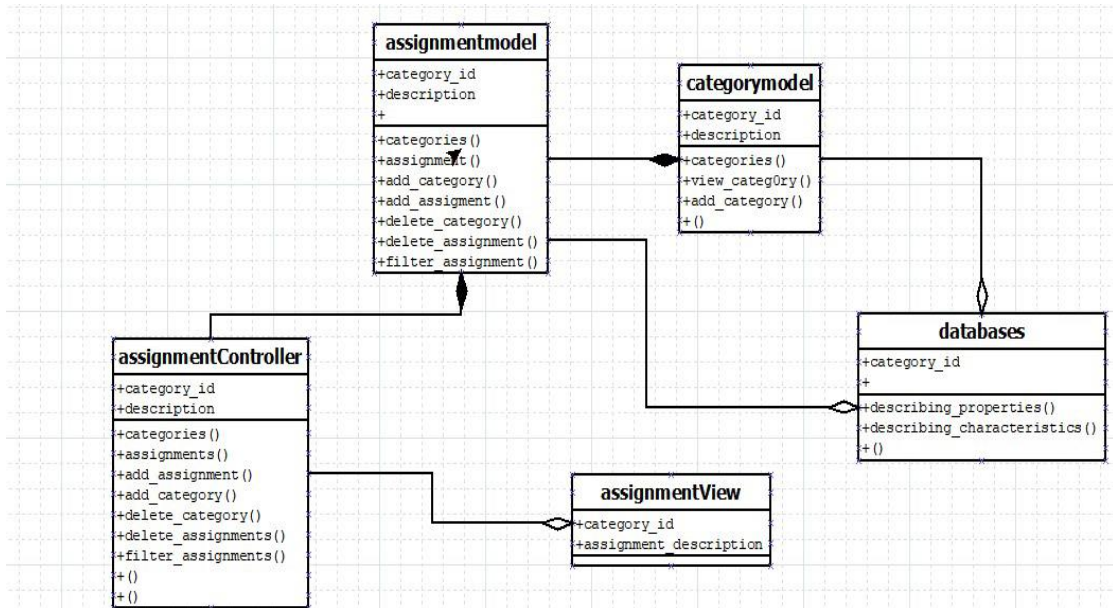 assignmentmodel
+category_id
+description
+
+categories()
+assignment()
+add_category()
+add_assigment()
+delete_category()
+delete_assignment()
+filter_assignment()
categorymodel
+category_id
+description
+categories()
+view_categ0ry()
+add_category()
+()
databases
+category_id
+
+describing_properties()
+describing_characteristics()
+()
assignmentController
+category_id
+description
+categories()
+assignments()
+add_assignment()
+add_category()
+delete_category()
+delete_assignments()
+filter_assignments()
+()
+()
assignmentView
+category_id
+assignment_description